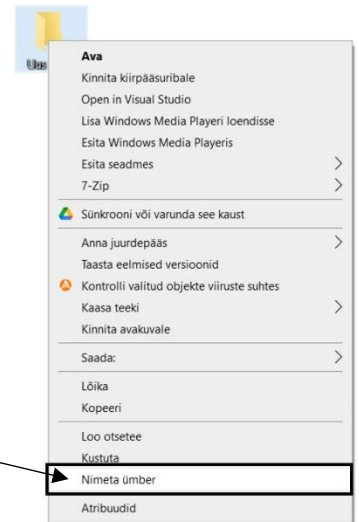 Uus
Ava
Kinnita kiirpääsuribale
Open in Visual Studio
Lisa Windows Media Playeri loendisse
Esita Windows Media Playeris
Esita seadmes
7-Zip
Sünkrooni või varunda see kaust
Anna juurdepääs
Taasta eelmised versioonid
Kontrolli valitud objekte viiruste suhtes
Kaasa teeki
Kinnita avakuvale
Saada:
Lõika
Kopeeri
Loo otsetee
Kustuta
Nimeta ümber
Atribuudid